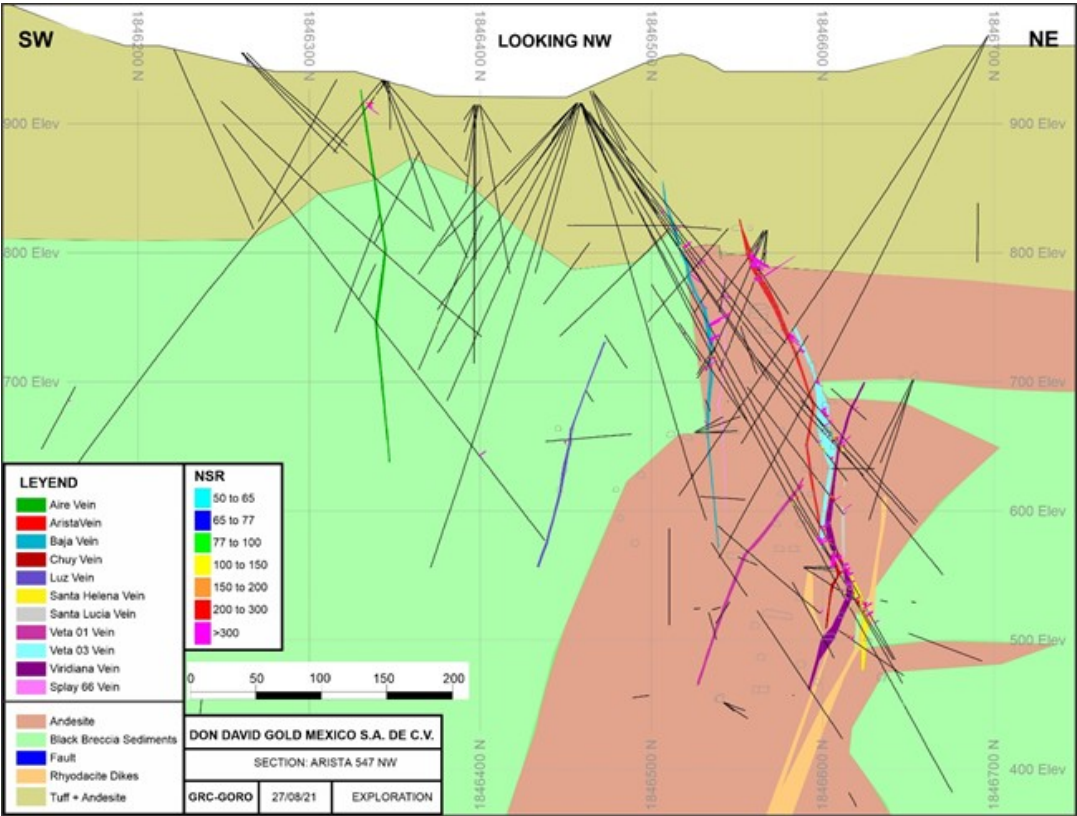 SW
LOOKING NW
NE
1846200 N
1846300 N
1846400 N
1846500 N
1846600 N
1846700 N
900 Elev
900 Elev
800 Elev
800 Elev
700 Elev
700 Elev
600 Elev
500 Elev
400 Elev
LEYEND
Aire Vein
AristaVein
Baja Vein
Chuy Vein
Luz Vein
Santa Helena Vein
Santa Lucia Vein
Veta 01 Vein
Veta 03 Vein
Viridiana Vein
Splay 66 Vein
Andesite
Black Breccia Sediments
Fault
Rhyodacite Dikes
Tuff + Andesite
NSR
50 to 65
65 to 77
77 to 100
100 to 150
150 to 200
200 to 300
>300
0 50 100 150 200
DON DAVID GOLD MEXICO S.A. DE C.V.
SECTION: ARISTA 547 NW
GRC-GORO 27/08/21 EXPLORATION
1846400 N
1846500 N
1846600 N
1846700 N